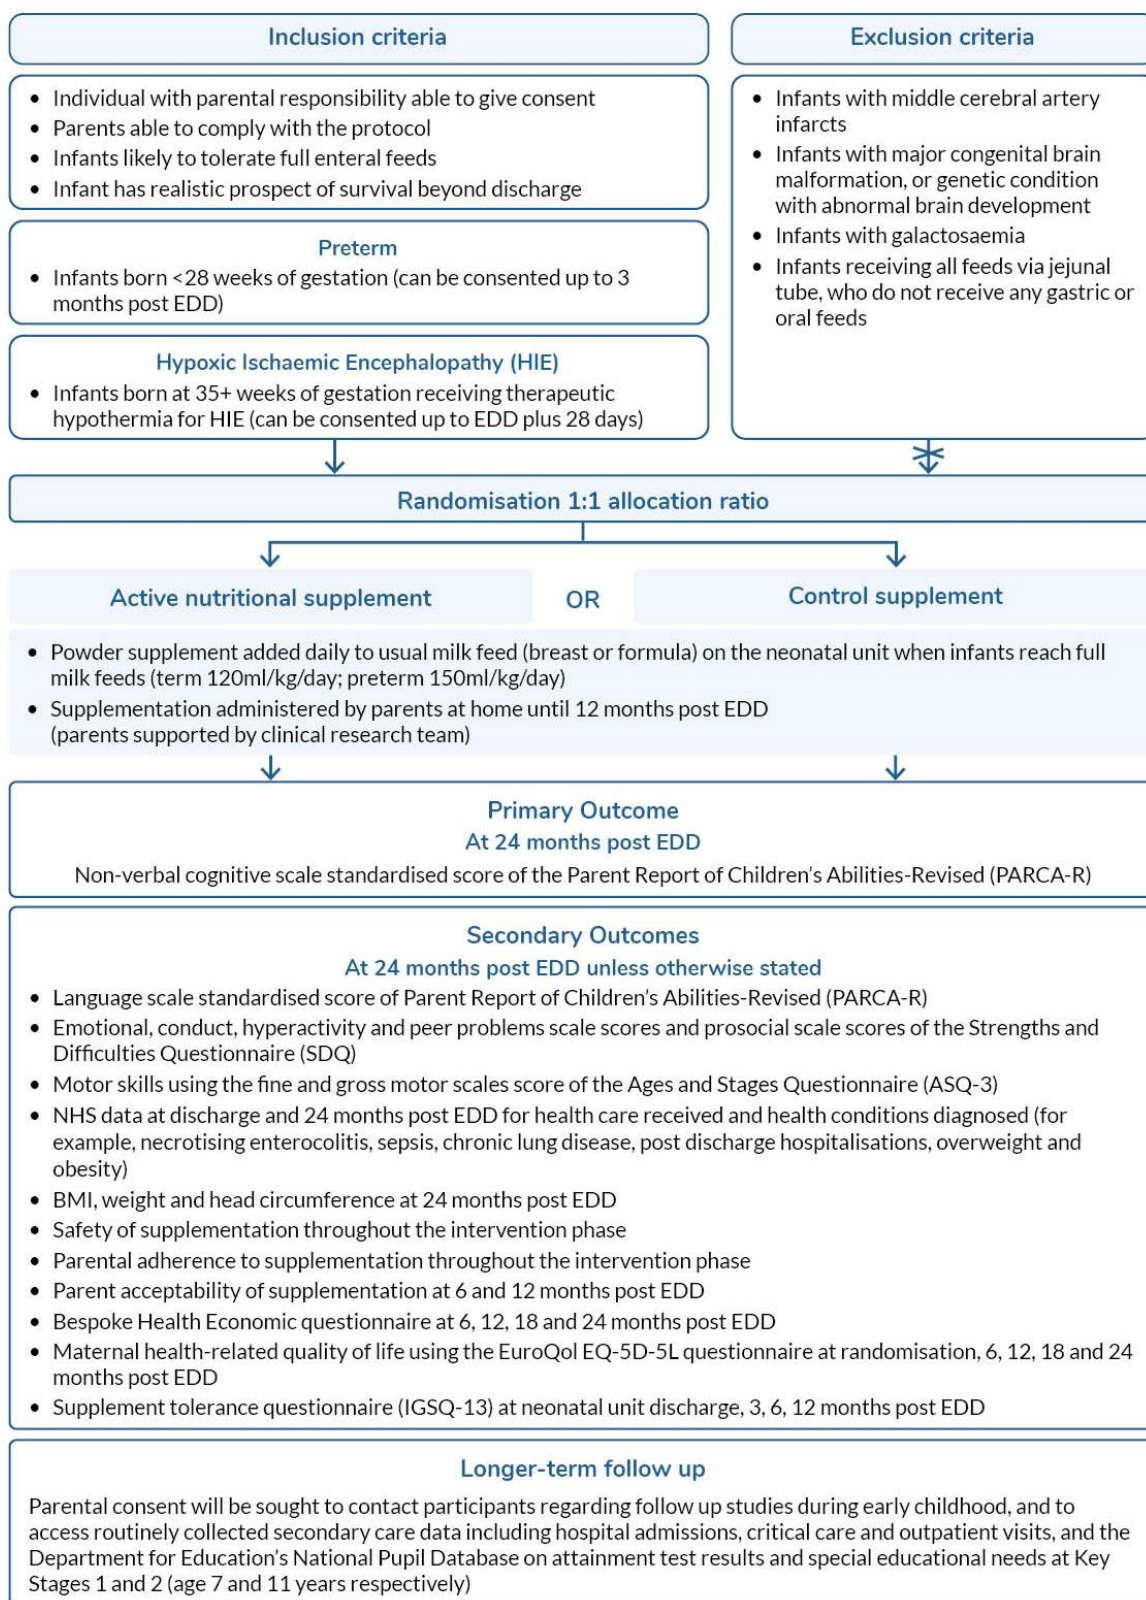 Inclusion criteria
• Individual with parental responsibility able to give consent
• Parents able to comply with the protocol
• Infants likely to tolerate full enteral feeds
• Infant has realistic prospect of survival beyond discharge
Preterm
• Infants born <28 weeks of gestation (can be consented up to 3
months post EDD)
Hypoxic Ischaemic Encephalopathy (HIE)
• Infants born at 35+ weeks of gestation receiving therapeutic
hypothermia for HIE (can be consented up to EDD plus 28 days)
Exclusion criteria
• Infants with middle cerebral artery
infarcts
• Infants with major congenital brain
malformation, or genetic condition
with abnormal brain development
• Infants with galactosaemia
• Infants receiving all feeds via jejunal
tube, who do not receive any gastric or
oral feeds
Randomisation 1:1 allocation ratio
Active nutritional supplement
OR
Control supplement
• Powder supplement added daily to usual milk feed (breast or formula) on the neonatal unit when infants reach full
milk feeds (term 120ml/kg/day; preterm 150ml/kg/day)
• Supplementation administered by parents at home until 12 months post EDD
(parents supported by clinical research team)
Primary Outcome
At 24 months post EDD
Non-verbal cognitive scale standardised score of the Parent Report of Children's Abilities-Revised (PARCA-R)
Secondary Outcomes
At 24 months post EDD unless otherwise stated
• Language scale standardised score of Parent Report of Children's Abilities-Revised (PARCA-R)
• Emotional, conduct, hyperactivity and peer problems scale scores and prosocial scale scores of the Strengths and
Difficulties Questionnaire (SDQ)
• Motor skills using the fine and gross motor scales score of the Ages and Stages Questionnaire (ASQ-3)
• NHS data at discharge and 24 months post EDD for health care received and health conditions diagnosed (for
example, necrotising enterocolitis, sepsis, chronic lung disease, post discharge hospitalisations, overweight and
obesity)
• BMI, weight and head circumference at 24 months post EDD
• Safety of supplementation throughout the intervention phase
• Parental adherence to supplementation throughout the intervention phase
• Parent acceptability of supplementation at 6 and 12 months post EDD
• Bespoke Health Economic questionnaire at 6, 12, 18 and 24 months post EDD
• Maternal health-related quality of life using the EuroQol EQ-5D-5L questionnaire at randomisation, 6, 12, 18 and 24
months post EDD
• Supplement tolerance questionnaire (IGSQ-13) at neonatal unit discharge, 3, 6, 12 months post EDD
Longer-term follow up
Parental consent will be sought to contact participants regarding follow up studies during early childhood, and to
access routinely collected secondary care data including hospital admissions, critical care and outpatient visits, and the
Department for Education's National Pupil Database on attainment test results and special educational needs at Key
Stages 1 and 2 (age 7 and 11 years respectively)